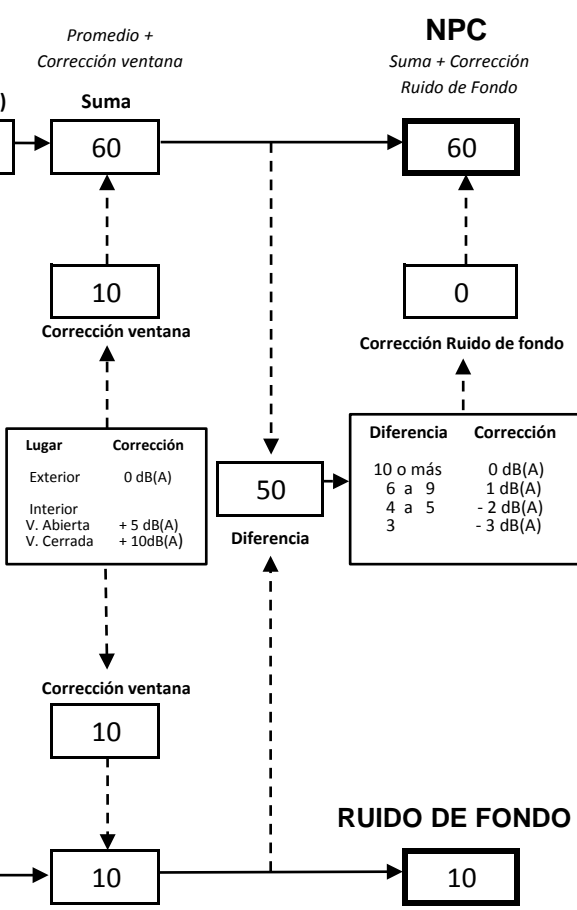 NPC
Promedio +
Corrección ventana
Suma + Corrección
Ruido de Fondo
)
Suma
60
60
10
0
Corrección ventana
Corrección Ruido de fondo
Lugar Corrección
Exterior 0 dB(A)
Interior
V. Abierta + 5 dB(A)
V. Cerrada + 10dB(A)
50
Diferencia
Diferencia Corrección
10 o más 0 dB(A)
6 a 9 1 dB(A)
4 a 5 - 2 dB(A)
3 - 3 dB(A)
Corrección ventana
10
RUIDO DE FONDO
10
10